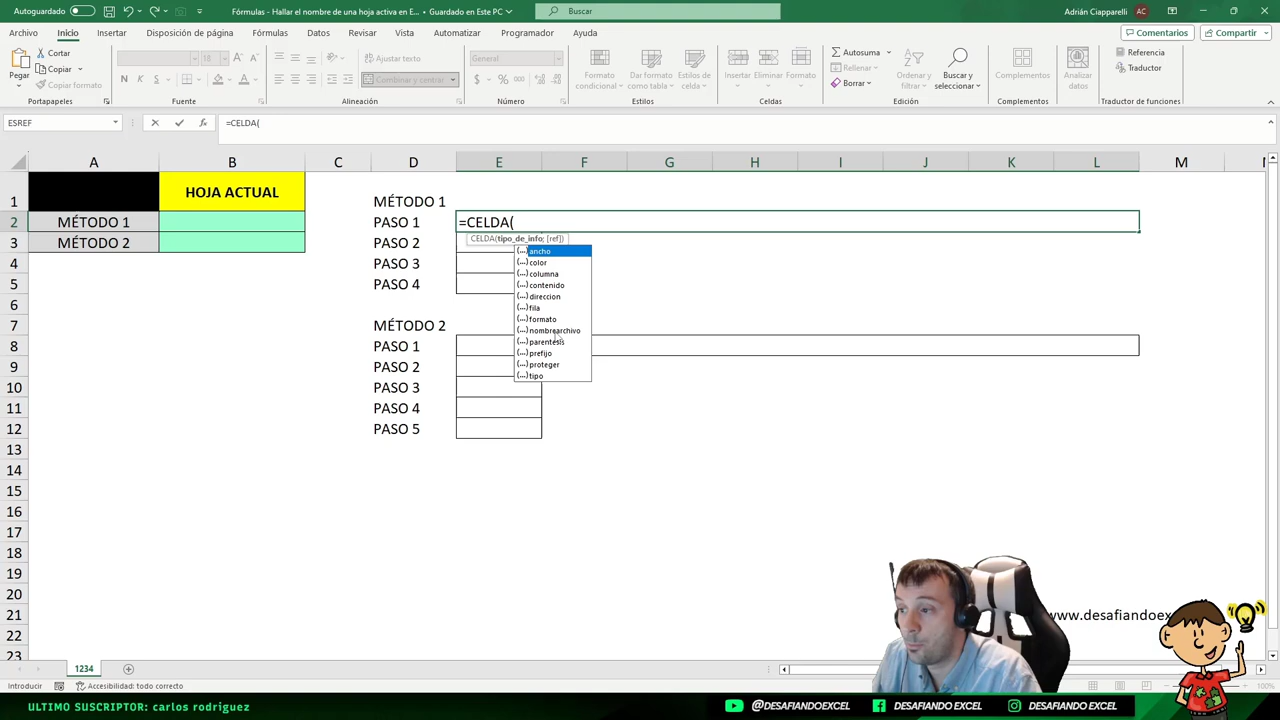 Autoguardado
Fórmulas - Hallar el nombre de una hoja activa en E... • Guardado en Este PC
Buscar
Adrián Ciapparelli
AC
Archivo
Inicio
Insertar
Disposición de página
Fórmulas
Datos
Revisar
Vista
Automatizar
Programador
Ayuda
Comentarios
Compartir
Pegar
Cortar
Copiar
Copiar formato
Portapapeles
18
N K S
Fuente
Ajustar texto
Combinar y centrar
Alineación
General
$ % 000
Número
Formato condicional
Dar formato como tabla
Estilos de celda
Estilos
Insertar
Eliminar
Formato
Celdas
Autosuma
Rellenar
Borrar
Ordenar y filtrar
Buscar y seleccionar
Edición
Complementos
Complementos
Analizar datos
Referencia
Traductor
Traductor de funciones
ESREF
fx
=CELDA(
A B C D E F G H I J K L M
1 HOJA ACTUAL MÉTODO 1
2 MÉTODO 1 PASO 1 =CELDA(
CELDA(tipo_de_info; [ref])
3 MÉTODO 2 PASO 2
(...) ancho
(...) color
4 PASO 3
(...) columna
5 PASO 4
(...) contenido
(...) direccion
6
(...) fila
(...) formato
7 MÉTODO 2
(...) nombrearchivo
8 PASO 1
(...) parentesis
(...) prefijo
9 PASO 2
(...) proteger
(...) tipo
10 PASO 3
11 PASO 4
12 PASO 5
13
14
15
16
17
18
19
20
21
www.desafiandoex
22
23
1234
Introducir
Accesibilidad: todo correcto
100%
ULTIMO SUSCRIPTOR: carlos rodriguez
@DESAFIANDOEXCEL
DESAFIANDO EXCEL
DESAFIANDO EXCEL